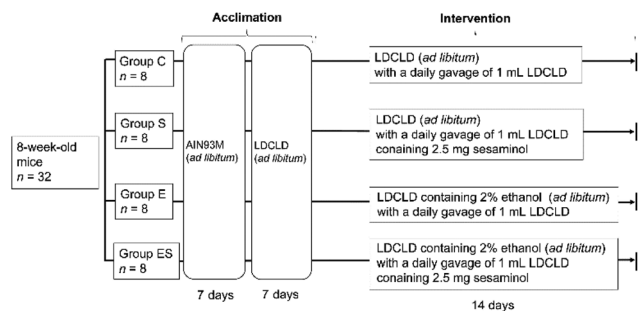 Acclimation
Intervention
8-week-old
mice
n = 32
Group C
n = 8
Group S
n = 8
Group E
n = 8
Group ES
n = 8
AIN93M
(ad libitum)
LDCLD
(ad libitum)
LDCLD (ad libitum)
with a daily gavage of 1 mL LDCLD
LDCLD (ad libitum)
with a daily gavage of 1 mL LDCLD
conaining 2.5 mg sesaminol
LDCLD containing 2% ethanol (ad libitum)
with a daily gavage of 1 mL LDCLD
LDCLD containing 2% ethanol (ad libitum)
with a daily gavage of 1 mL LDCLD
conaining 2.5 mg sesaminol
7 days
7 days
14 days